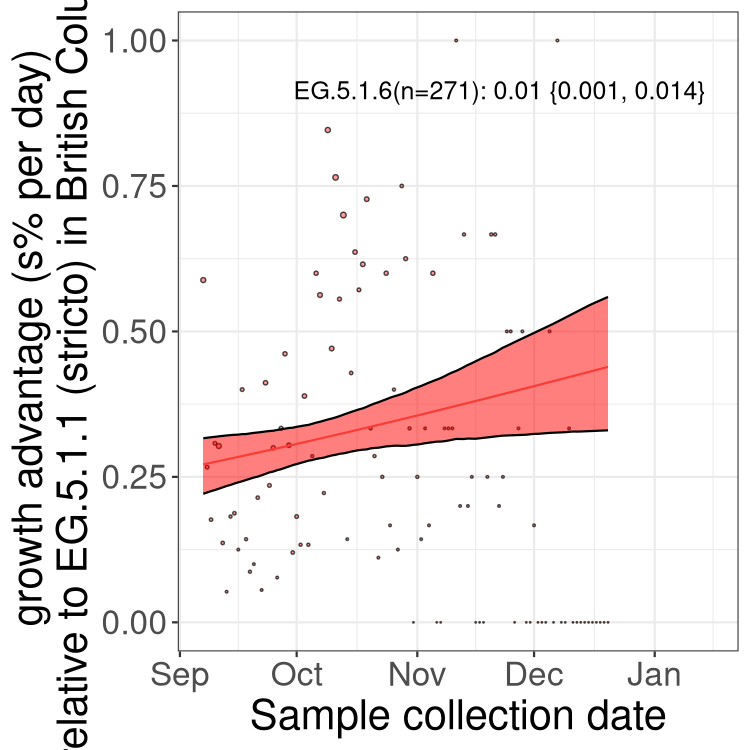 growth advantage (s% per day)
relative to EG.5.1.1 (stricto) in British
1.00
0.75
0.50
0.25
0.00
EG.5.1.6(n=271): 0.01 {0.001, 0.014}
Sep Oct Nov Dec Jan
Sample collection date